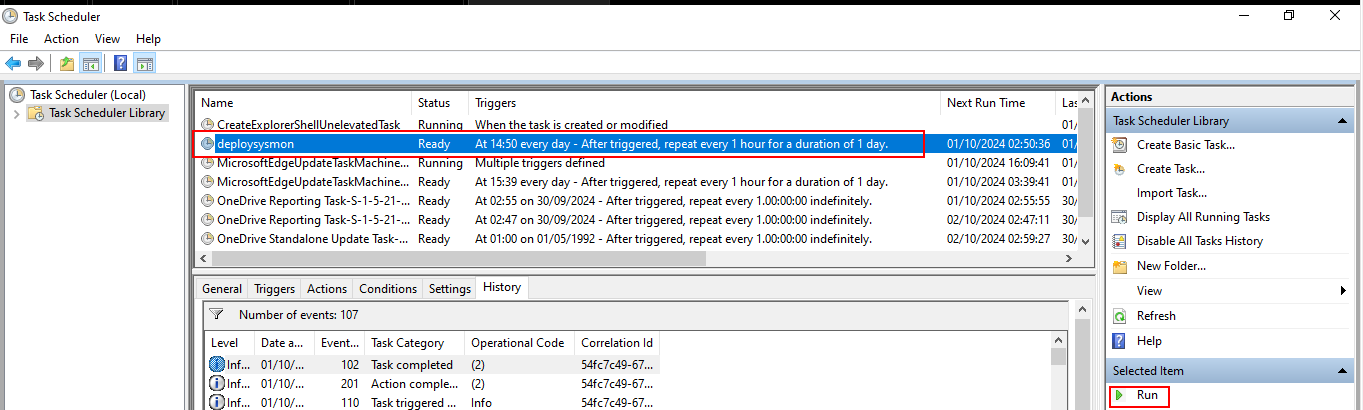 Task Scheduler
File Action View Help
Task Scheduler (Local)
Task Scheduler Library
Name Status Triggers Next Run Time Las
CreateExplorerShellUnelevatedTask Running When the task is created or modified 01/
deploysysmon Ready At 14:50 every day - After triggered, repeat every 1 hour for a duration of 1 day. 01/10/2024 02:50:36 01/
MicrosoftEdgeUpdateTaskMachine... Running Multiple triggers defined 01/10/2024 16:09:41 01/
MicrosoftEdgeUpdateTaskMachine... Ready At 15:39 every day - After triggered, repeat every 1 hour for a duration of 1 day. 01/10/2024 03:39:41 01/
OneDrive Reporting Task-S-1-5-21-... Ready At 02:55 on 30/09/2024 - After triggered, repeat every 1.00:00:00 indefinitely. 01/10/2024 02:55:55 30/
OneDrive Reporting Task-S-1-5-21-... Ready At 02:47 on 30/09/2024 - After triggered, repeat every 1.00:00:00 indefinitely. 02/10/2024 02:47:11 30/
OneDrive Standalone Update Task-... Ready At 01:00 on 01/05/1992 - After triggered, repeat every 1.00:00:00 indefinitely. 02/10/2024 02:59:27 30/
General Triggers Actions Conditions Settings History
Number of events: 107
Level Date a... Event... Task Category Operational Code Correlation Id
Inf... 01/10/... 102 Task completed (2) 54fc7c49-67...
Inf... 01/10/... 201 Action comple... (2) 54fc7c49-67...
Inf... 01/10/... 110 Task triggered ... Info 54fc7c49-67...
Actions
Task Scheduler Library
Create Basic Task...
Create Task...
Import Task...
Display All Running Tasks
Disable All Tasks History
New Folder...
View
Refresh
Help
Selected Item
Run